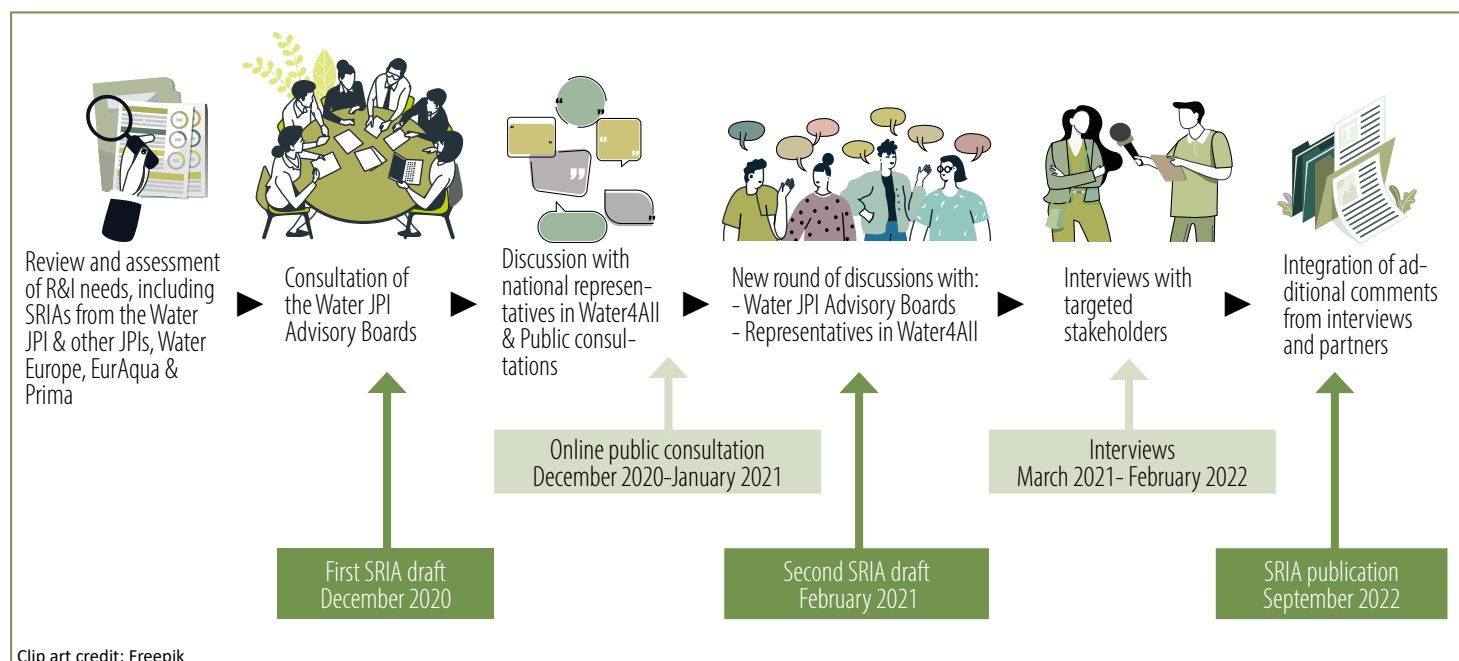 Review and assessment
of R&I needs, including
SRIAs from the Water
JPI & other JPIs, Water
Europe, EurAqua &
Prima
Consultation of
the Water JPI
Advisory Boards
Discussion with
national represen-
tatives in Water4All
& Public consul-
tations
New round of discussions with:
- Water JPI Advisory Boards
- Representatives in Water4All
Interviews with
targeted
stakeholders
Integration of ad-
ditional comments
from interviews
and partners
Online public consultation
December 2020-January 2021
Interviews
March 2021- February 2022
First SRIA draft
December 2020
Second SRIA draft
February 2021
SRIA publication
September 2022
Clip art credit: Freepik